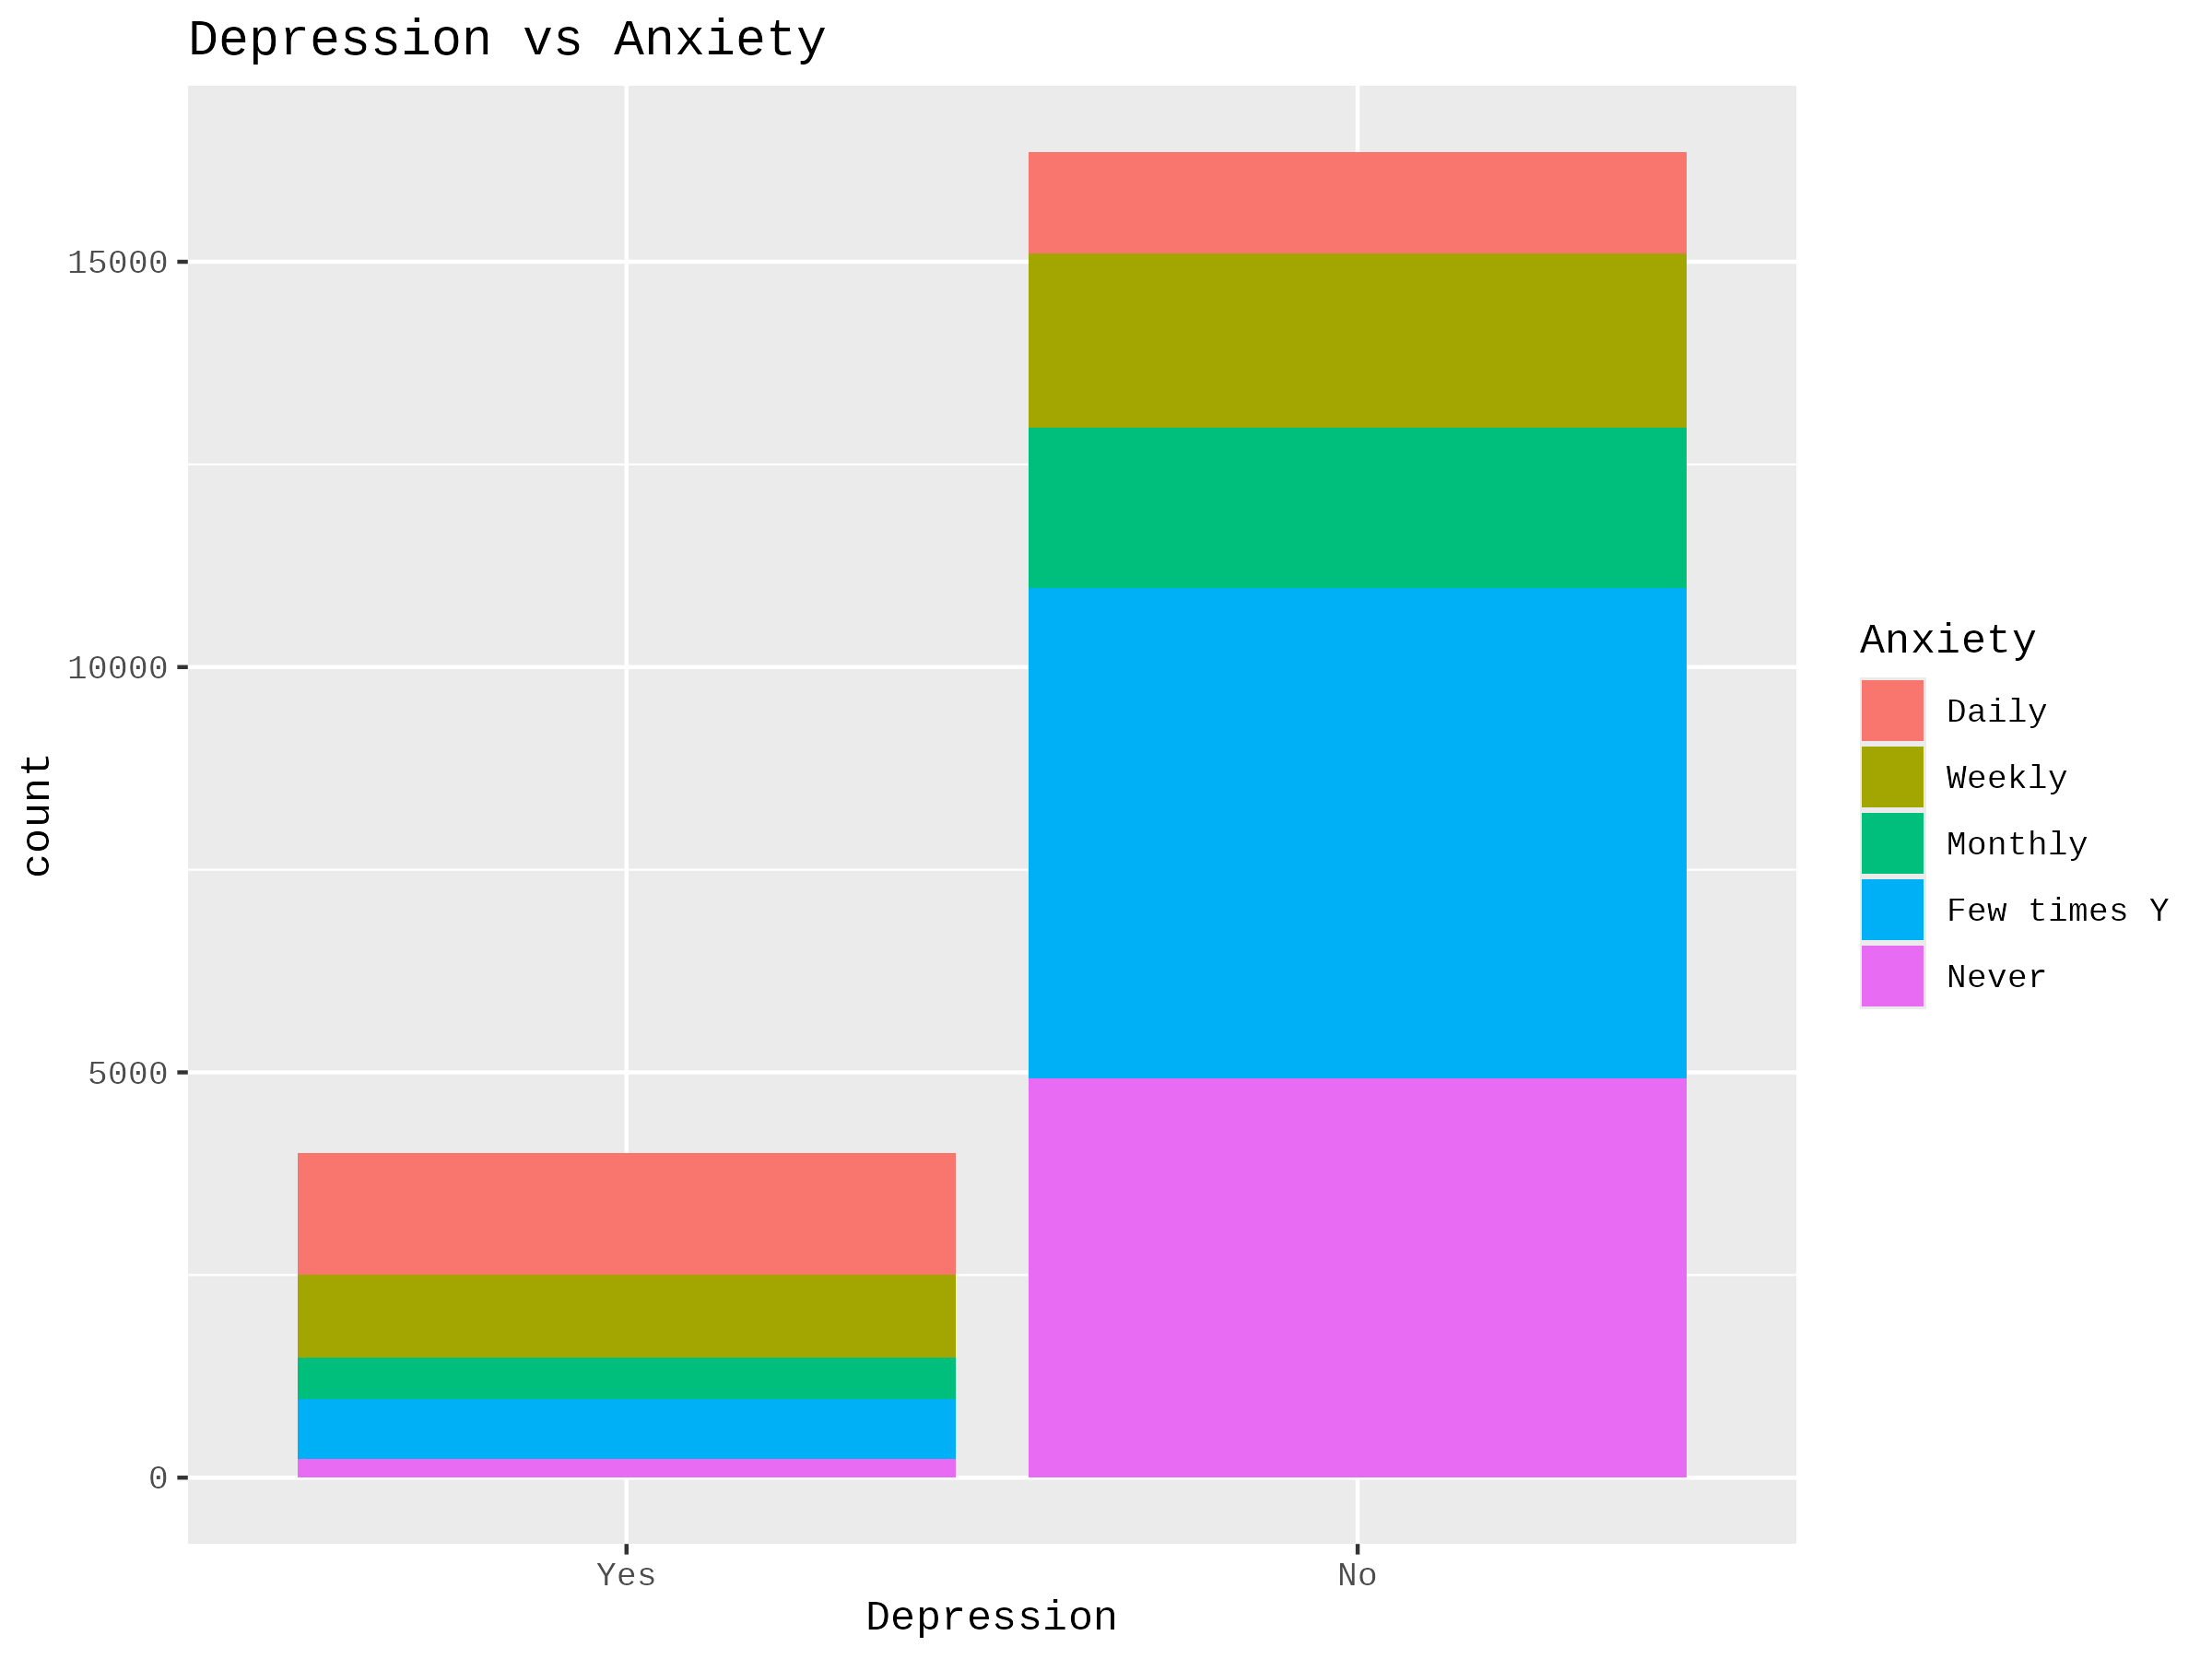 Depression vs Anxiety
15000
10000
5000
0
count
Yes
No
Depression
Anxiety
Daily
Weekly
Monthly
Few times Y
Never